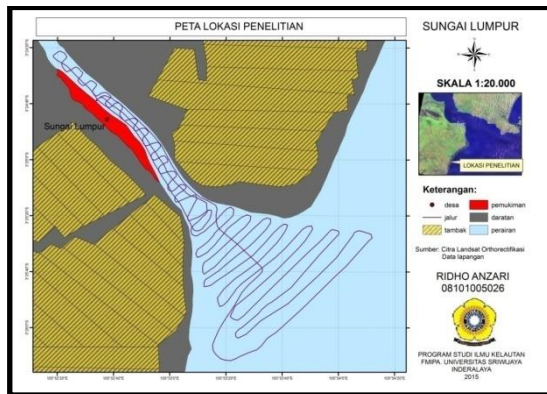 PETA LOKASI PENELITIAN
SUNGAI LUMPUR
SKALA 1:20.000
LOKASI PENELITIAN
Keterangan:
desa
pemukiman
jalur
daratan
tambak
perairan
Sumber: Citra Landsat Orthorectifikasi
Data lapangan
RIDHO ANZARI
08101005026
PROGRAM STUDI ILMU KELAUTAN
FMIPA. UNIVERSITAS SRIWIJAYA
INDERALAYA
2015
Sungai Lumpur